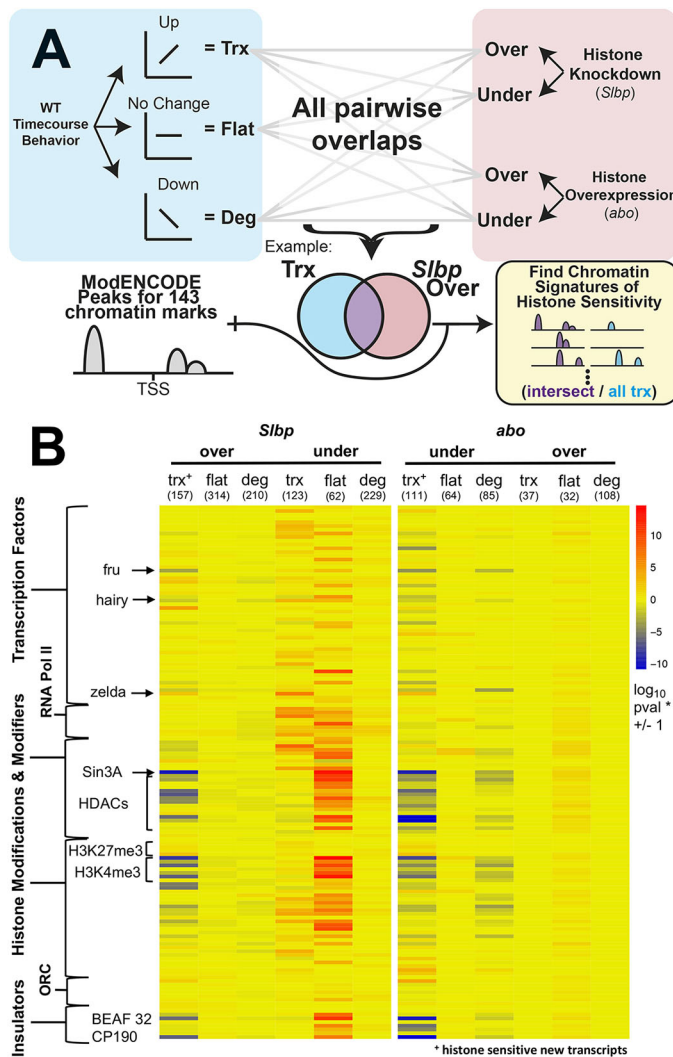 A
Up
= Trx
No Change
WT
Timecourse
Behavior
= Flat
Down
= Deg
All pairwise
overlaps
Over
Under
Histone
Knockdown
(Slbp)
Over
Under
Histone
Overexpression
(abo)
Example:
Trx
Slbp
Over
ModENCODE
Peaks for 143
chromatin marks
TSS
+
Find Chromatin
Signatures of
Histone Sensitivity
(intersect / all trx)
B
Slbp
abo
over
under
under
over
trx+ flat deg trx flat deg trx+ flat deg trx flat deg
(157) (314) (210) (123) (62) (229) (111) (64) (85) (37) (32) (108)
Transcription Factors
RNA Pol II
Histone Modifications & Modifiers
ORC
Insulators
fru
hairy
zelda
Sin3A
HDACs
H3K27me3
H3K4me3
BEAF 32
CP190
10
5
0
−5
−10
log10
pval *
+/- 1
+ histone sensitive new transcripts